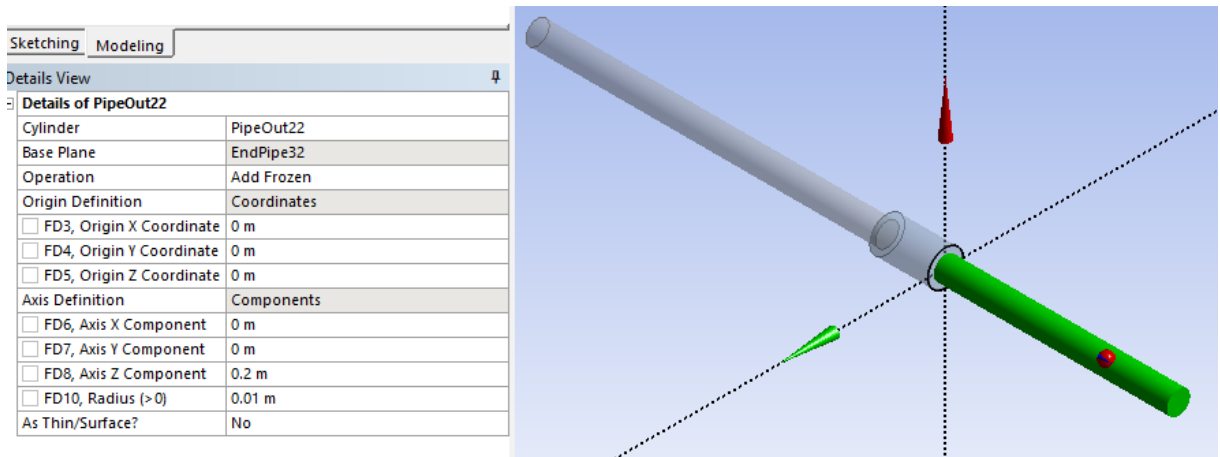 Sketching Modeling
Details View
Details of PipeOut22
Cylinder PipeOut22
Base Plane EndPipe32
Operation Add Frozen
Origin Definition Coordinates
FD3, Origin X Coordinate 0 m
FD4, Origin Y Coordinate 0 m
FD5, Origin Z Coordinate 0 m
Axis Definition Components
FD6, Axis X Component 0 m
FD7, Axis Y Component 0 m
FD8, Axis Z Component 0.2 m
FD10, Radius (>0) 0.01 m
As Thin/Surface? No